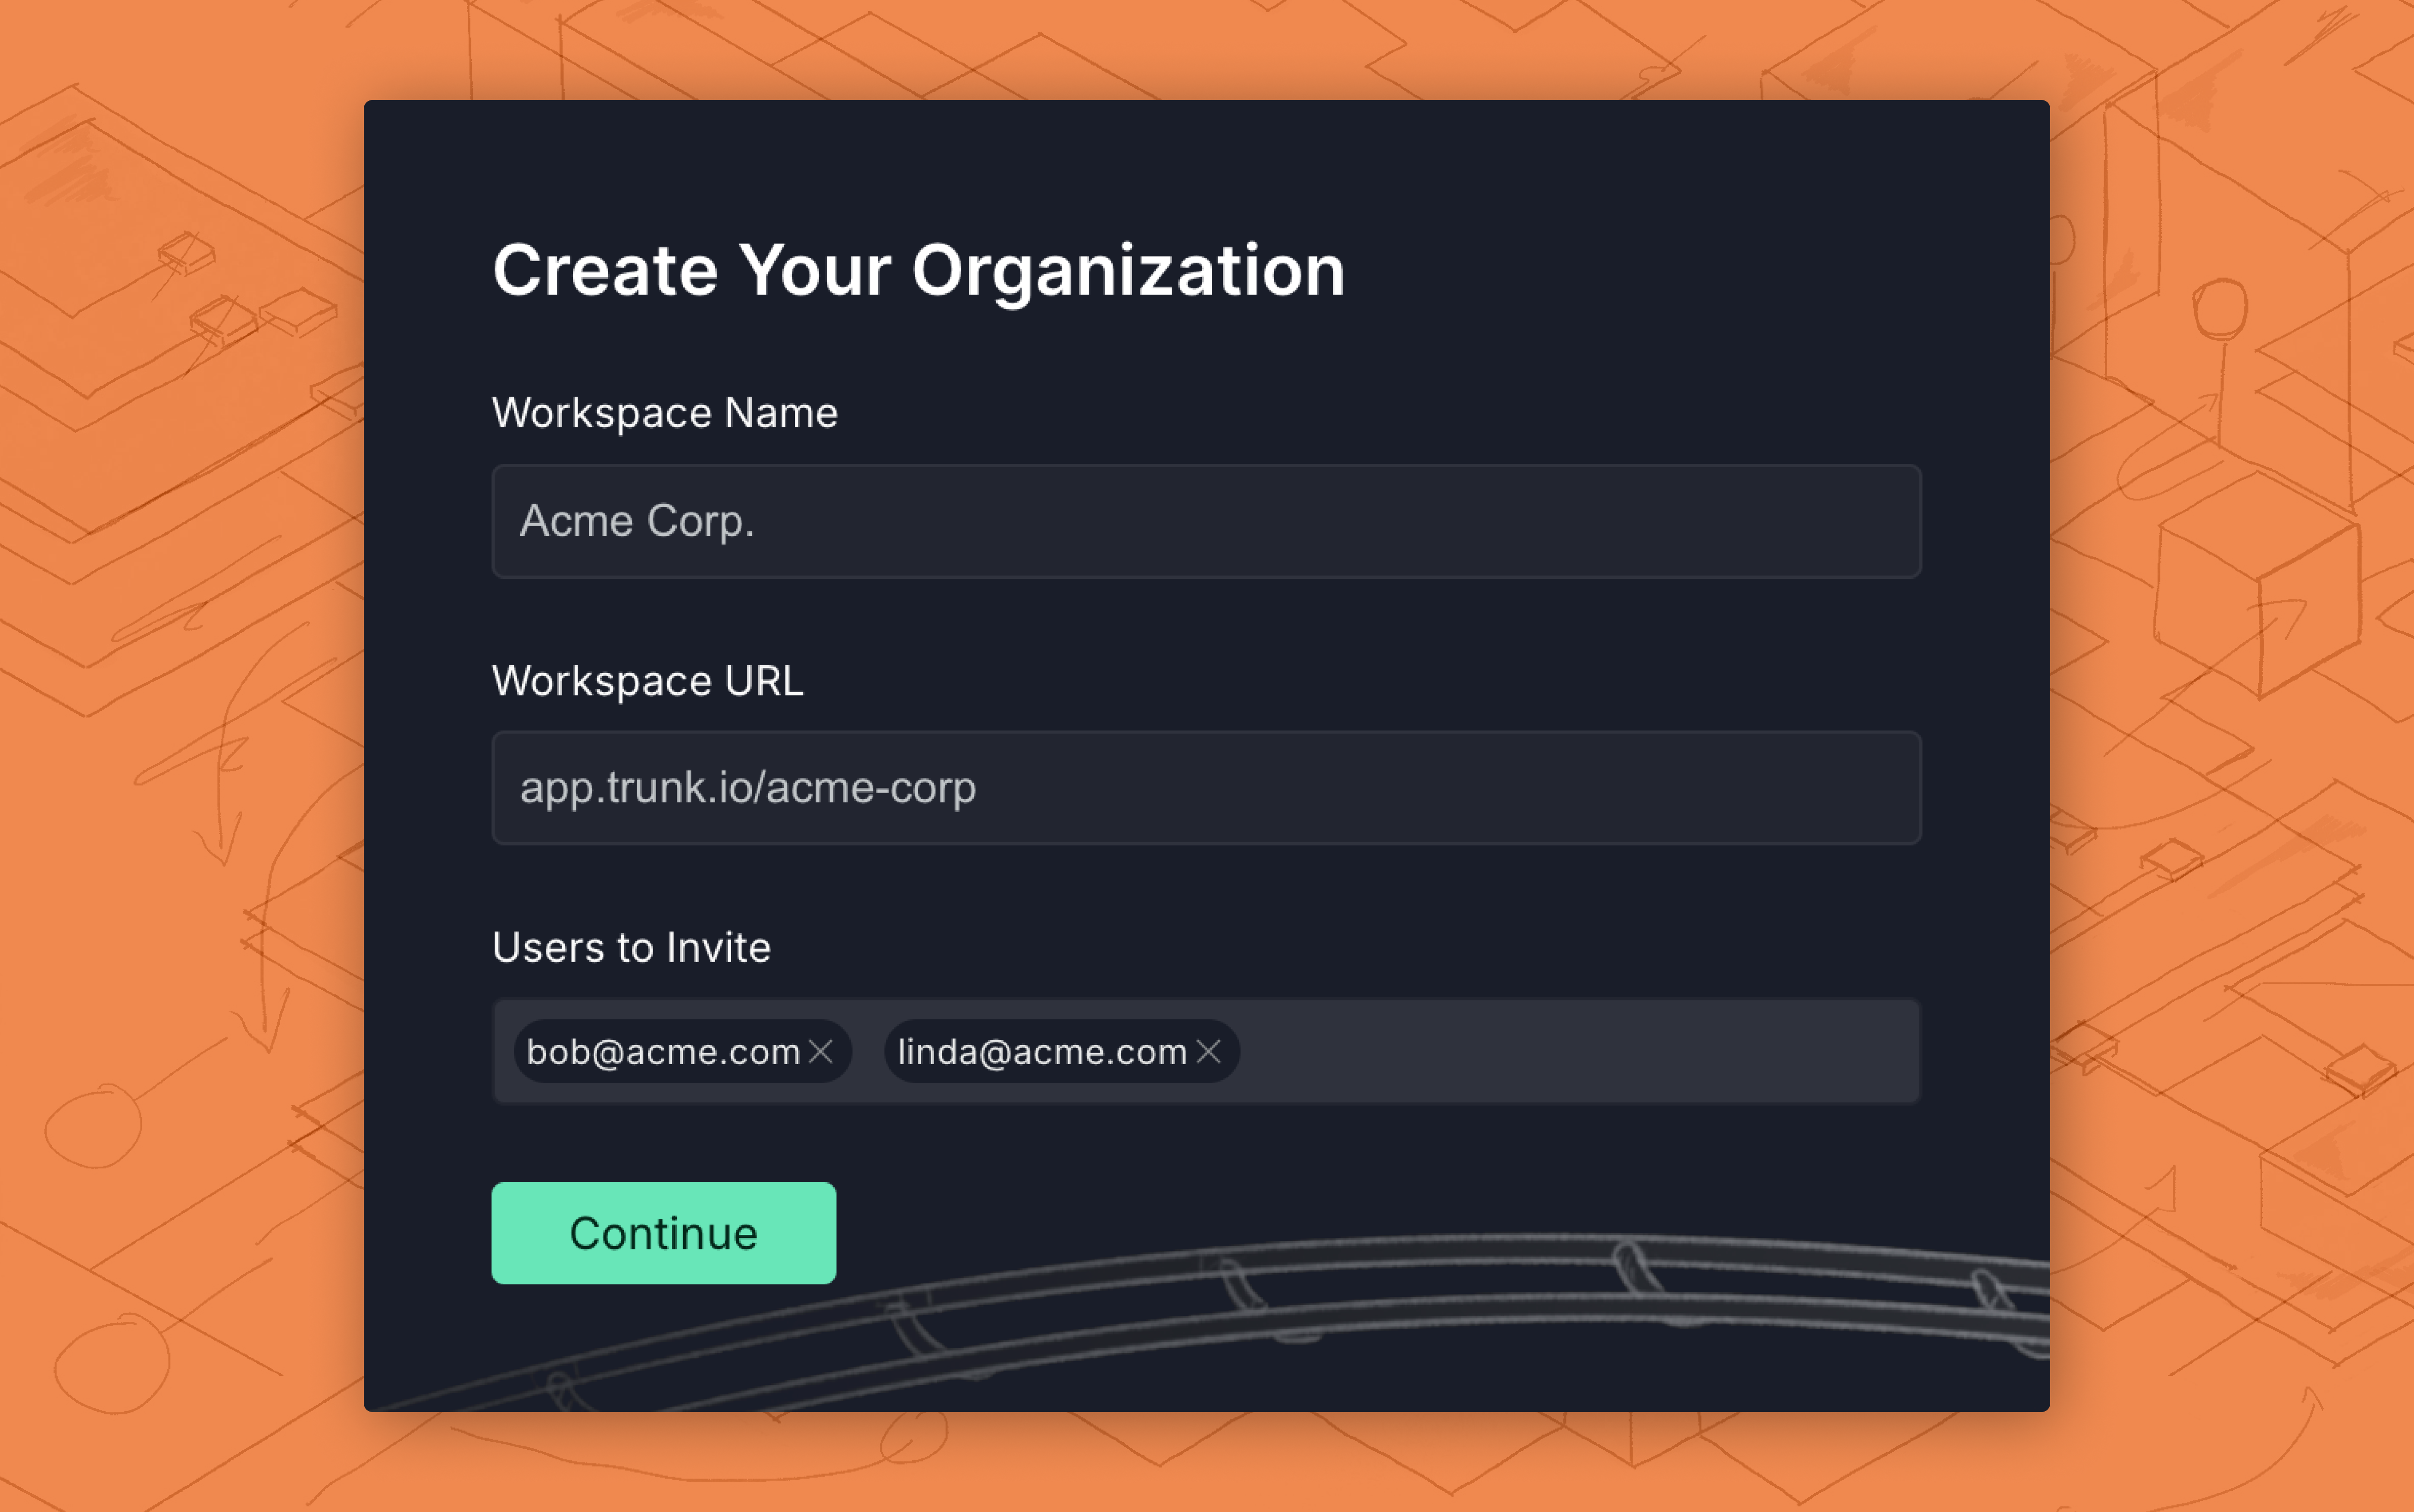 Create Your Organization
Workspace Name
Acme Corp.
Workspace URL
app.trunk.io/acme-corp
Users to Invite
bob@acme.com linda@acme.com
Continue